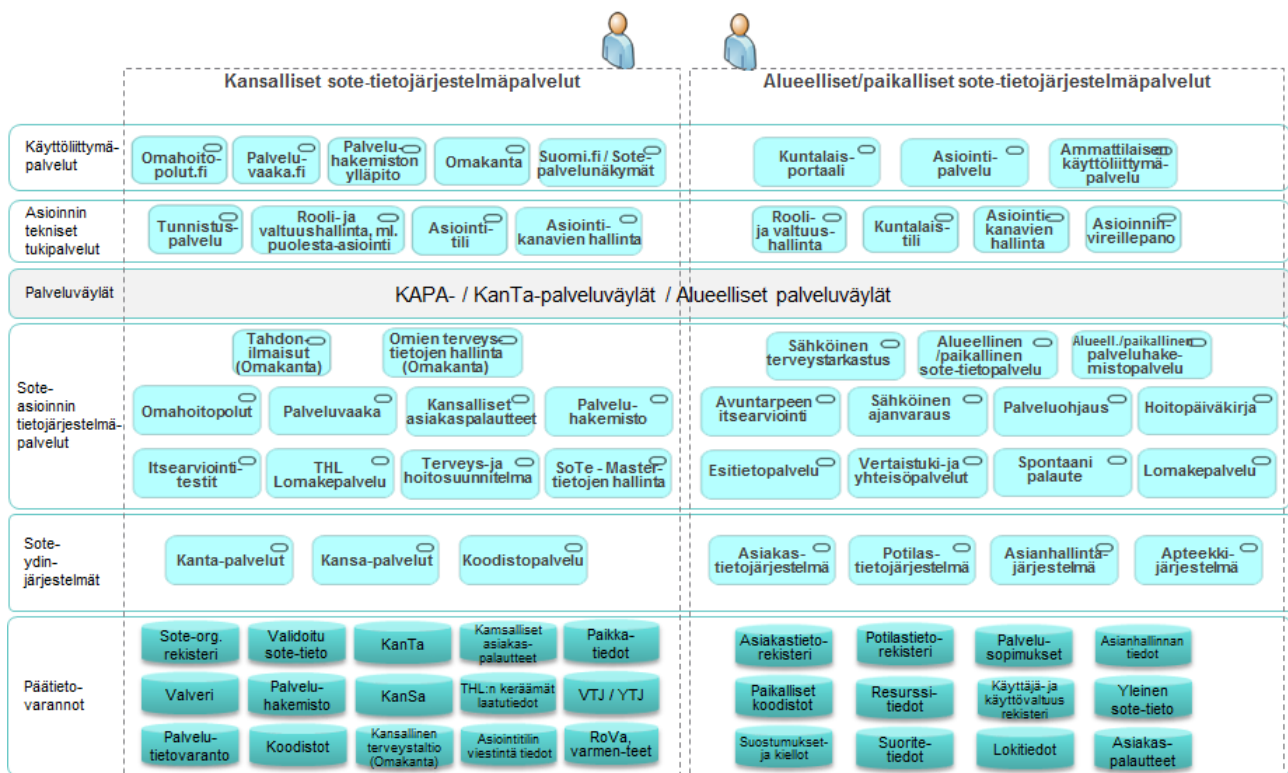 Kansalliset sote-tietojärjestelmäpalvelut
Alueelliset/paikalliset sote-tietojärjestelmäpalvelut
Käyttöliittymä-
palvelut
Omahoito-
polut.fi
Palvelu-
vaaka.fi
Palvelu-
hakemiston
ylläpito
Omakanta
Suomi.fi / Sote-
palvelunäkymät
Kuntalais-
portaali
Asiointi-
palvelu
Ammattilaisen
käyttöliittymä-
palvelu
Asioinnin
tekniset
tukipalvelut
Tunnistus-
palvelu
Rooli- ja
valtuushallinta, ml.
puolesta-asiointi
Asiointi-
tili
Asiointi-
kanavien hallinta
Rooli-
ja valtuus-
hallinta
Kuntalais-
tili
Asiointi-
kanavien
hallinta
Asioinnin-
vireillepano
Palveluväylät
KAPA- / KanTa-palveluväylät / Alueelliset palveluväylät
Sote-
asioinnin
tietojärjestelmä-
palvelut
Tahdon-
ilmaisut
(Omakanta)
Omien terveys-
tietojen hallinta
(Omakanta)
Sähköinen
terveystarkastus
Alueellinen
/paikallinen
sote-tietopalvelu
Alueell./paikallinen
palveluhake-
mistopalvelu
Omahoitopolut
Palveluvaaka
Kansalliset
asiakaspalautteet
Palvelu-
hakemisto
Avuntarpeen
itsearviointi
Sähköinen
ajanvaraus
Palveluohjaus
Hoitopäiväkirja
Itsearviointi-
testit
THL
Lomakepalvelu
Terveys- ja
hoitosuunnitelma
SoTe - Master-
tietojen hallinta
Esitietopalvelu
Vertaistuki- ja
yhteisöpalvelut
Spontaani
palaute
Lomakepalvelu
Sote-
ydin-
järjestelmät
Kanta-palvelut
Kansa-palvelut
Koodistopalvelu
Asiakas-
tietojärjestelmä
Potilas-
tietojärjestelmä
Asianhallinta-
järjestelmä
Apteekki-
järjestelmä
Päätieto-
varannot
Sote-org.
rekisteri
Validoitu
sote-tieto
KanTa
Kamsalliset
asiakas-
palautteet
Paikka-
tiedot
Asiakastieto-
rekisteri
Potilastieto-
rekisteri
Palvelu-
sopimukset
Asianhallinnan
tiedot
Valveri
Palvelu-
hakemisto
KanSa
THL:n keräämät
laatutiedot
VTJ / YTJ
Paikalliset
koodistot
Resurssi-
tiedot
Käyttäjä- ja
käyttövaltuus
rekisteri
Yleinen
sote-tieto
Palvelu-
tietovaranto
Koodistot
Kansallinen
terveystaltio
(Omakanta)
Asiointitilin
viestintä tiedot
RoVa,
varmen-teet
Suostumukset-
ja kiellot
Suorite-
tiedot
Lokitiedot
Asiakas-
palautteet